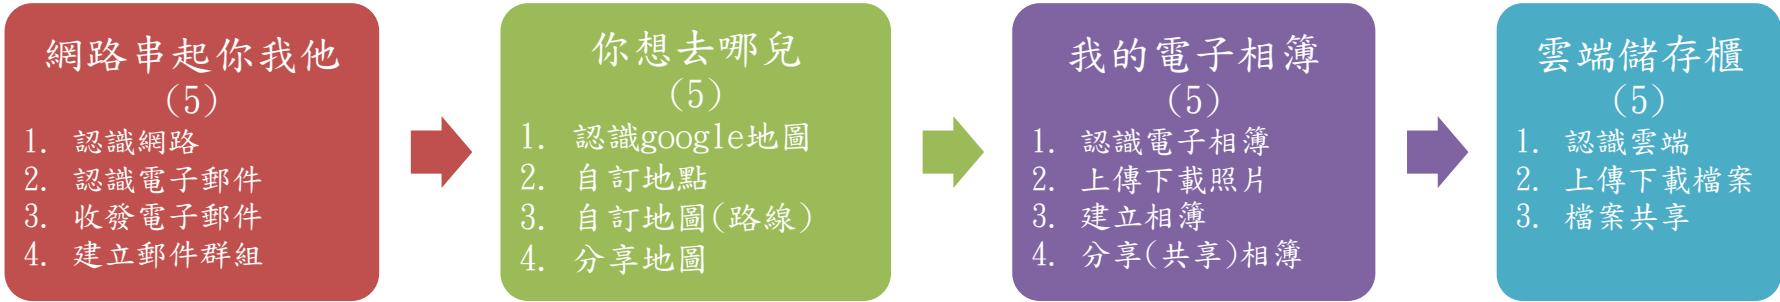 網路串起你我他
(5)
1. 認識網路
2. 認識電子郵件
3. 收發電子郵件
4. 建立郵件群組
你想去哪兒
(5)
1. 認識google地圖
2. 自訂地點
3. 自訂地圖(路線)
4. 分享地圖
我的電子相簿
(5)
1. 認識電子相簿
2. 上傳下載照片
3. 建立相簿
4. 分享(共享)相簿
雲端儲存櫃
(5)
1. 認識雲端
2. 上傳下載檔案
3. 檔案共享